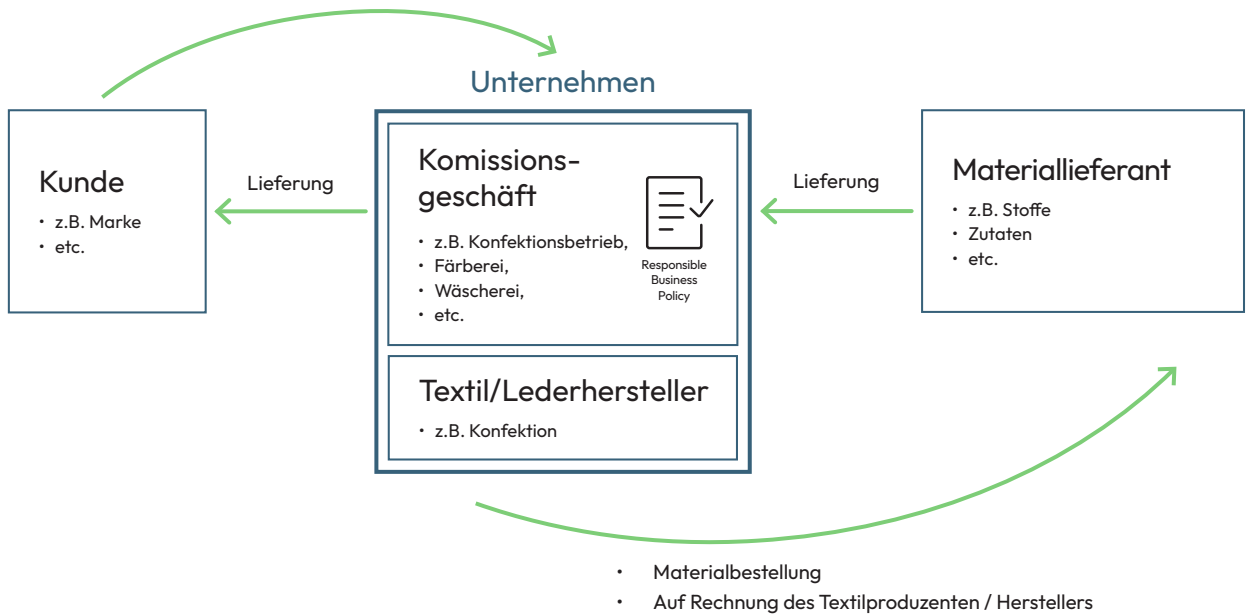 Unternehmen
Kunde
• z.B. Marke
• etc.
Lieferung
Komissions-
geschäft
• z.B. Konfektionsbetrieb,
• Färberei,
• Wäscherei,
• etc.
Responsible
Business
Policy
Textil/Lederhersteller
• z.B. Konfektion
Lieferung
Materiallieferant
• z.B. Stoffe
• Zutaten
• etc.
• Materialbestellung
• Auf Rechnung des Textilproduzenten / Herstellers